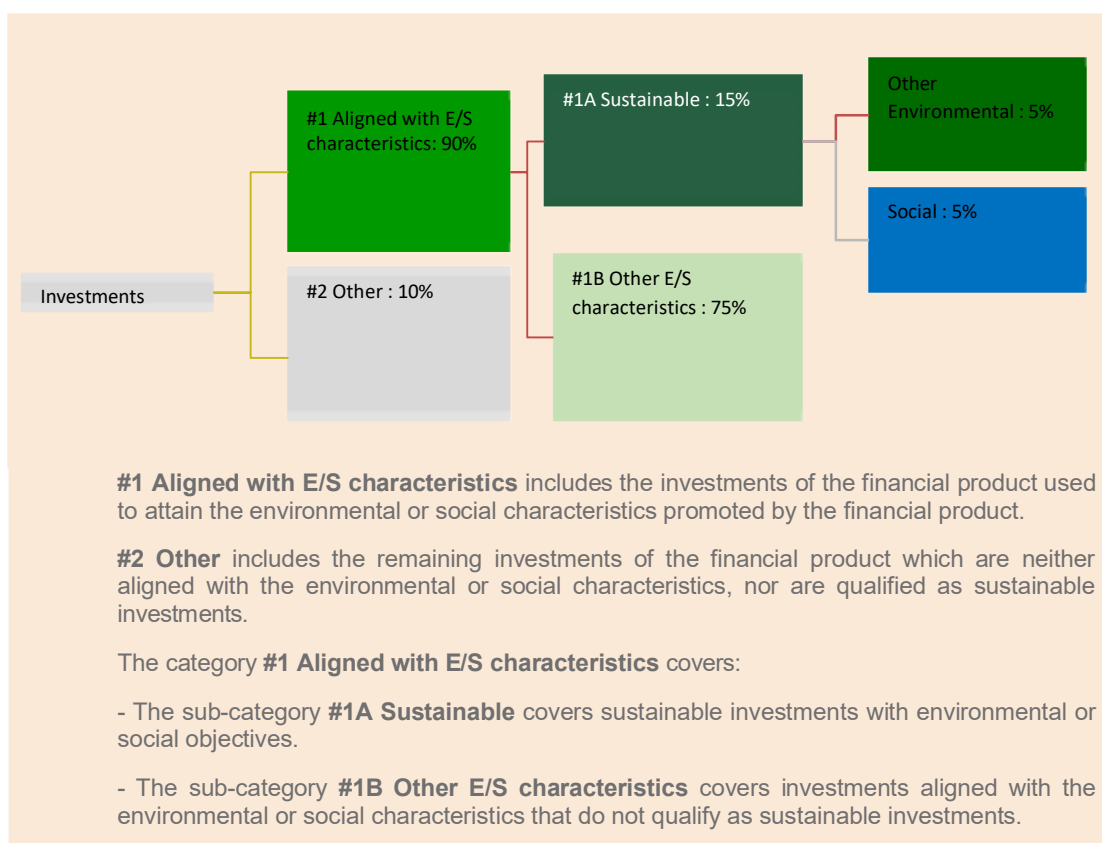 #1 Aligned with E/S
characteristics: 90%
#1A Sustainable : 15%
Other
Environmental : 5%
Social : 5%
Investments
#2 Other : 10%
#1B Other E/S
characteristics : 75%
#1 Aligned with E/S characteristics includes the investments of the financial product used
to attain the environmental or social characteristics promoted by the financial product.
#2 Other includes the remaining investments of the financial product which are neither
aligned with the environmental or social characteristics, nor are qualified as sustainable
investments.
The category #1 Aligned with E/S characteristics covers:
- The sub-category #1A Sustainable covers sustainable investments with environmental or
social objectives.
- The sub-category #1B Other E/S characteristics covers investments aligned with the
environmental or social characteristics that do not qualify as sustainable investments.